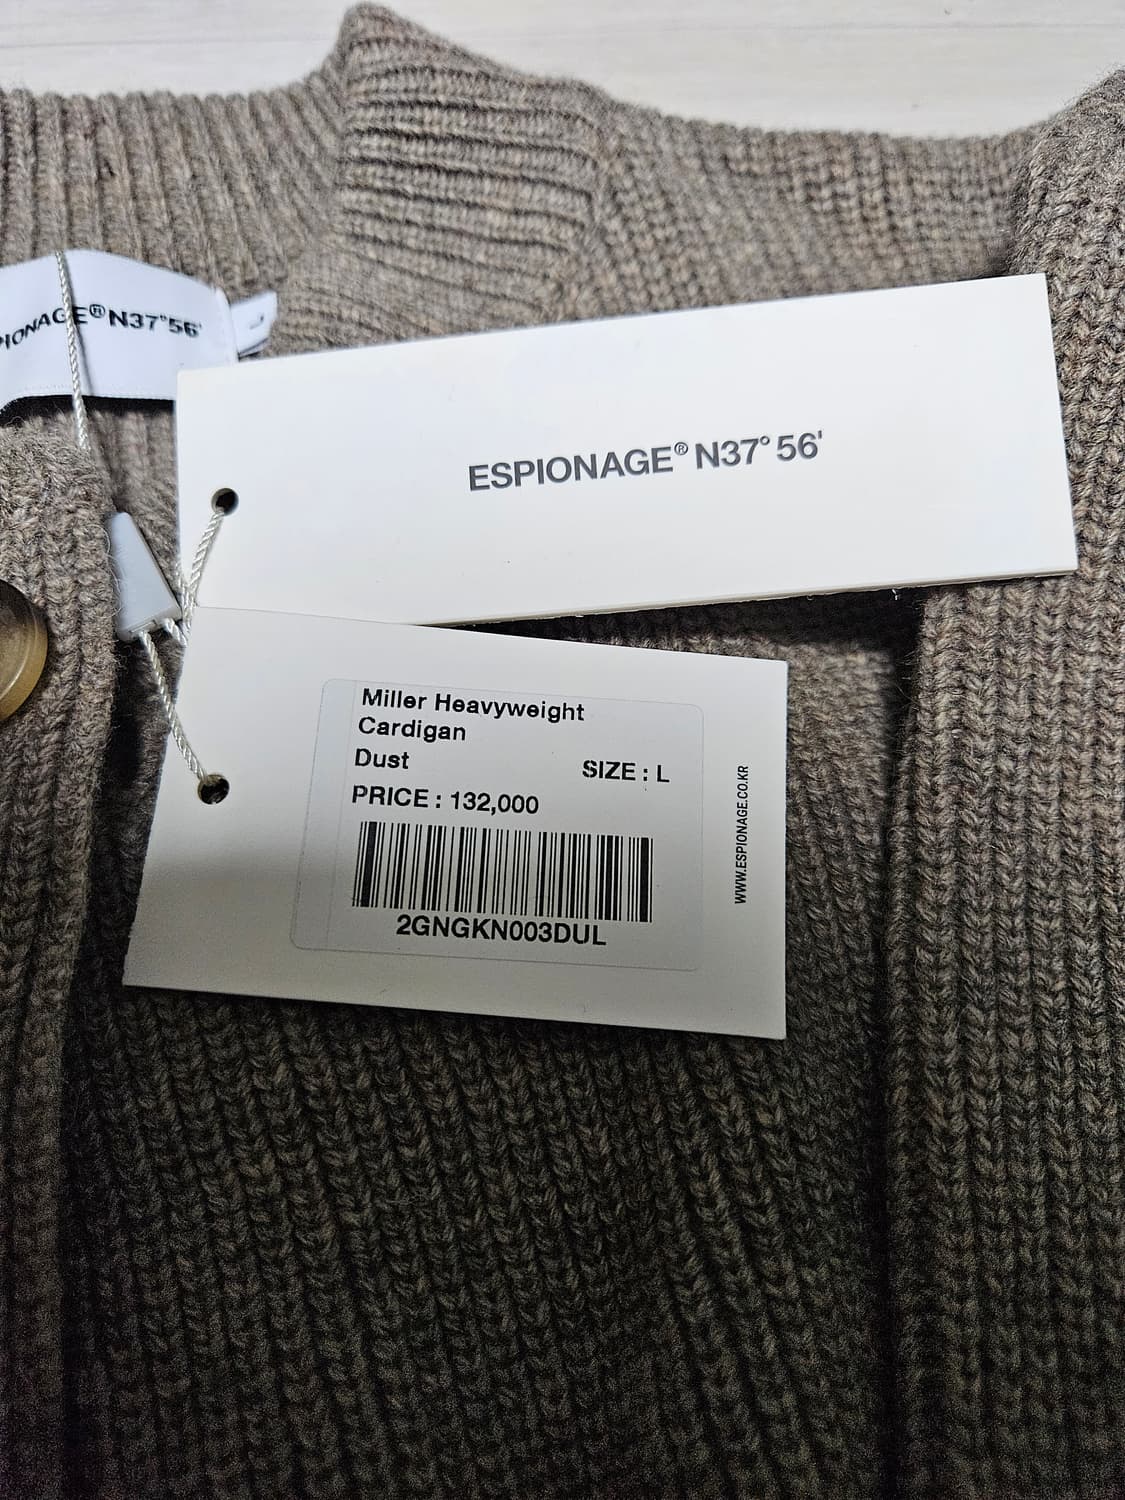 PIONAGE® N37°56'
L
ESPIONAGE® N37° 56'
Miller Heavyweight
Cardigan
Dust
SIZE : L
PRICE : 132,000
2GNGKN003DUL
WWW.ESPIONAGE.CO.KR